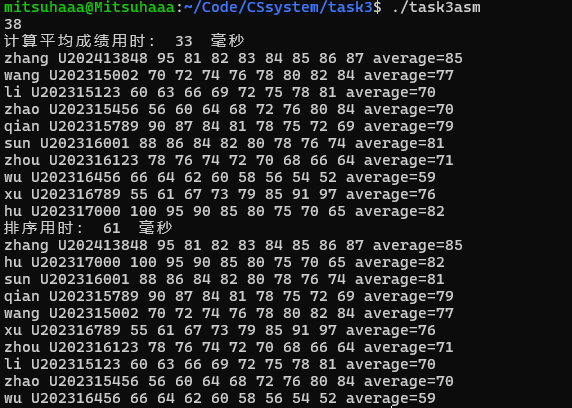 mitsuhaaa@Mitsuhaaa:~/Code/CSsystem/task3$ ./task3asm
38
计算平均成绩用时： 33 毫秒
zhang U202413848 95 81 82 83 84 85 86 87 average=85
wang U202315002 70 72 74 76 78 80 82 84 average=77
li U202315123 60 63 66 69 72 75 78 81 average=70
zhao U202315456 56 60 64 68 72 76 80 84 average=70
qian U202315789 90 87 84 81 78 75 72 69 average=79
sun U202316001 88 86 84 82 80 78 76 74 average=81
zhou U202316123 78 76 74 72 70 68 66 64 average=71
wu U202316456 66 64 62 60 58 56 54 52 average=59
xu U202316789 55 61 67 73 79 85 91 97 average=76
hu U202317000 100 95 90 85 80 75 70 65 average=82
排序用时： 61 毫秒
zhang U202413848 95 81 82 83 84 85 86 87 average=85
hu U202317000 100 95 90 85 80 75 70 65 average=82
sun U202316001 88 86 84 82 80 78 76 74 average=81
qian U202315789 90 87 84 81 78 75 72 69 average=79
wang U202315002 70 72 74 76 78 80 82 84 average=77
xu U202316789 55 61 67 73 79 85 91 97 average=76
zhou U202316123 78 76 74 72 70 68 66 64 average=71
li U202315123 60 63 66 69 72 75 78 81 average=70
zhao U202315456 56 60 64 68 72 76 80 84 average=70
wu U202316456 66 64 62 60 58 56 54 52 average=59